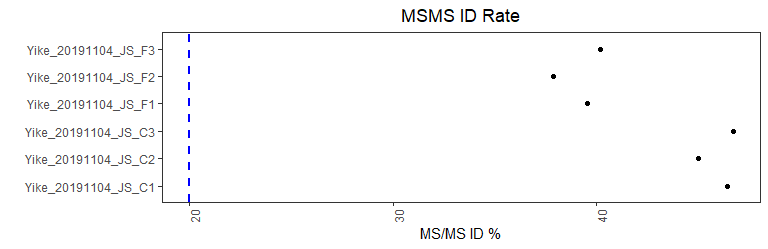 MSMS ID Rate
Yike_20191104_JS_F3
Yike_20191104_JS_F2
Yike_20191104_JS_F1
Yike_20191104_JS_C3
Yike_20191104_JS_C2
Yike_20191104_JS_C1
20 30 40
MS/MS ID %